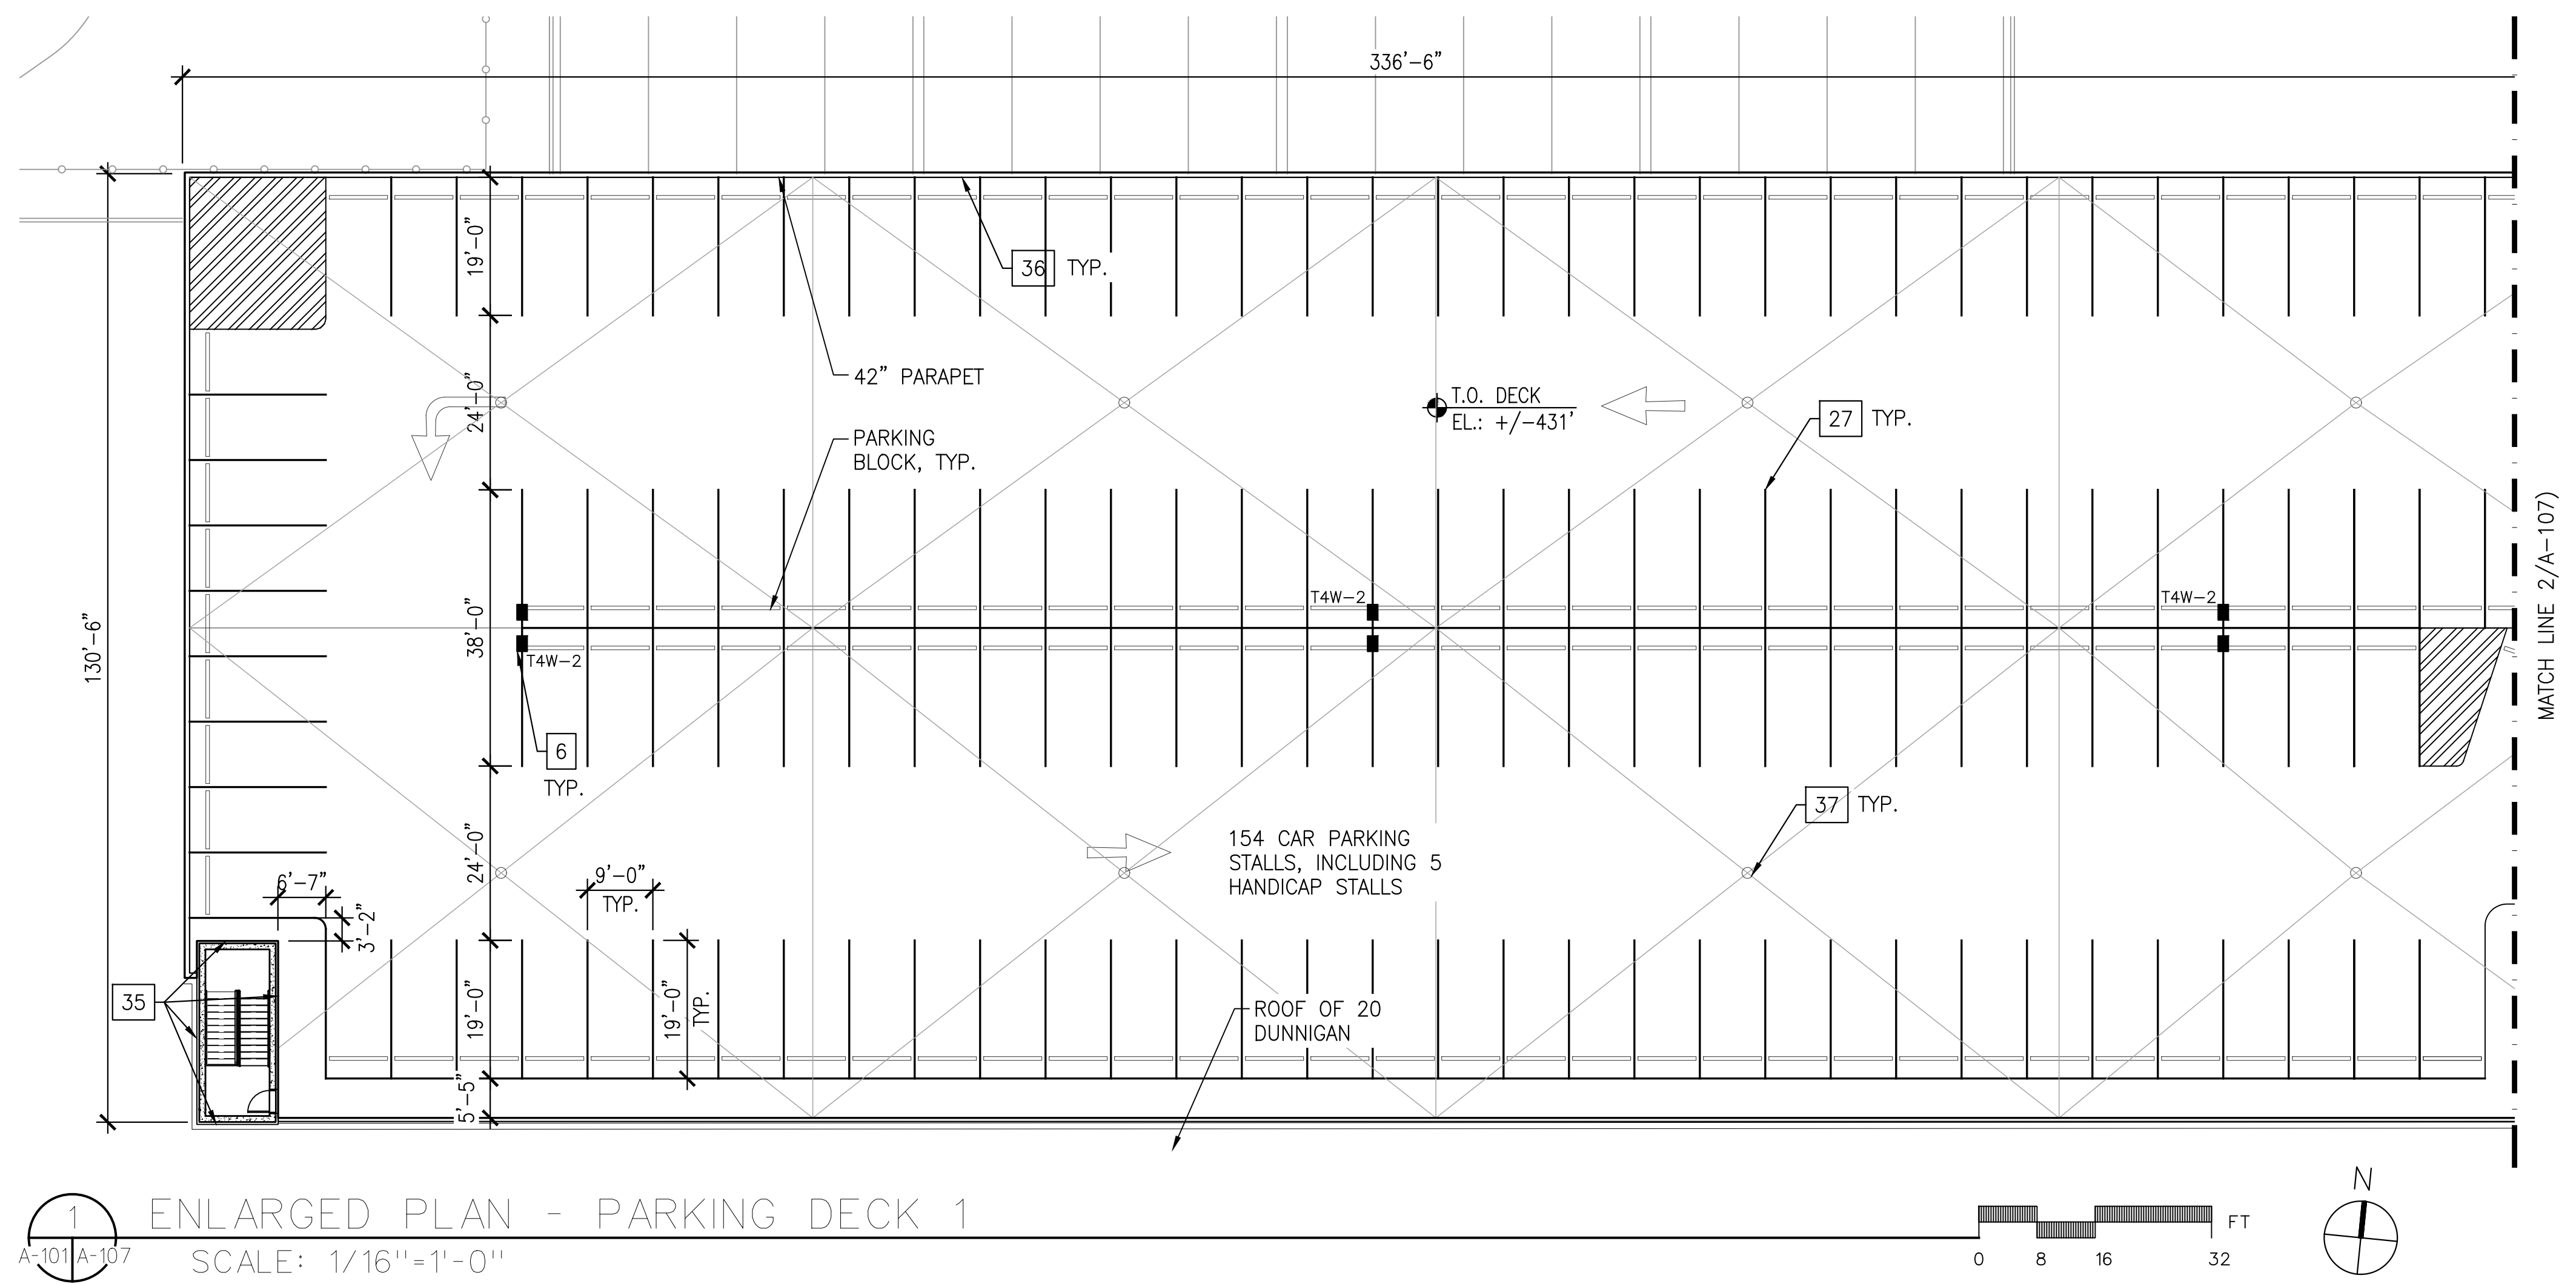 336'-6"
19'-0"
36 TYP.
42" PARAPET
24'-0"
T.O. DECK
EL.: +/-431'
27 TYP.
PARKING
BLOCK, TYP.
MATCH LINE 2/A-107)
130'-6"
38'-0"
T4W-2
T4W-2
T4W-2
6
TYP.
37 TYP.
154 CAR PARKING
STALLS, INCLUDING 5
HANDICAP STALLS
24'-0"
6'-7"
9'-0"
TYP.
3'-2"
35
19'-0"
19'-0"
TYP.
ROOF OF 20
DUNNIGAN
5'-5"
N
1
A-101 A-107
ENLARGED PLAN - PARKING DECK 1
SCALE: 1/16"=1'-0"
FT
0 8 16 32